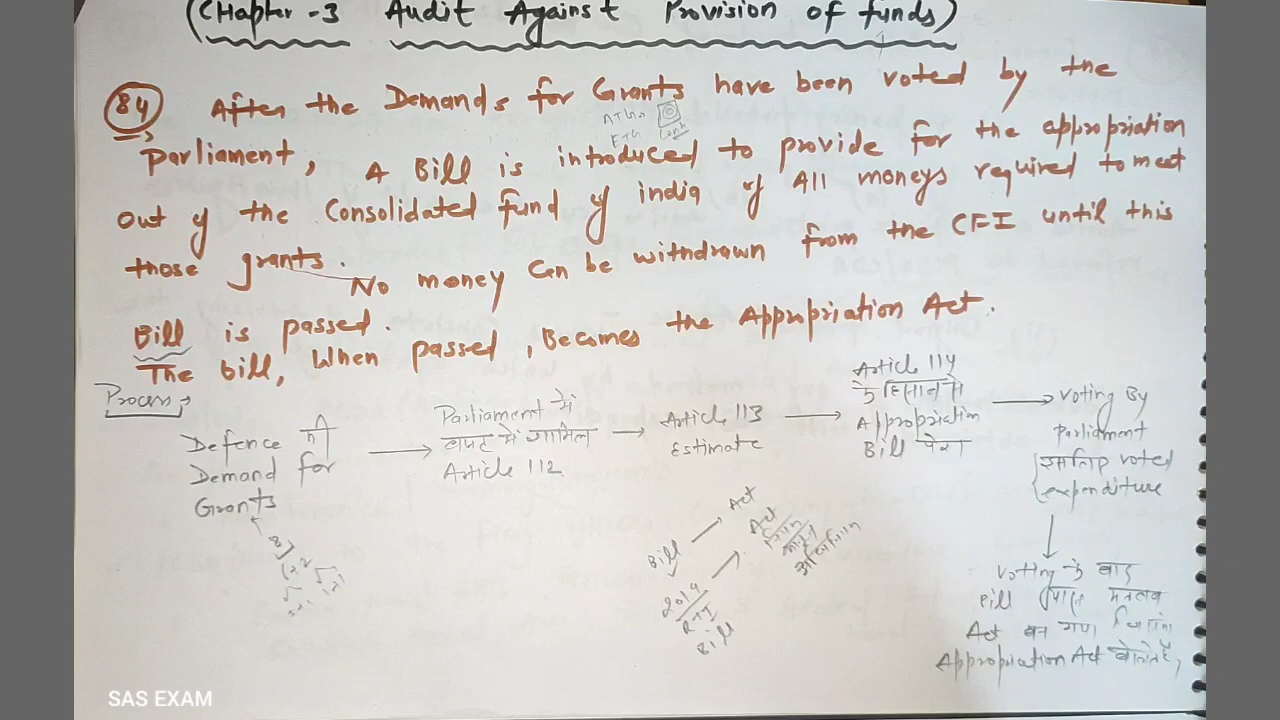 (Chapter-3 Audit Against Provision of funds)
84 After the Demands for Grants have been voted by the
Parliament, A Bill is introduced to provide for the appropriation
out of the Consolidated fund of india of All moneys required to meet
those grants. No money Can be withdrawn from the CFI until this
Bill is passed.
The bill, When passed, Becomes the Appropriation Act.
Process →
Defence की
Demand for
Grants
→ Parliament में
बजट में शामिल
Article 112
→ Article 113
Estimate
→ Article 114
के हिसाब से
Appropriation
Bill पेश
→ Voting By
Parliament
इसलिए voted
expenditure
Voting के बाद
Bill पास मतलब
Act बन गया जिसको
Appropriation Act बोलते हैं,
Bill → Act
2019
RTI
Bill
→ Act
SAS EXAM